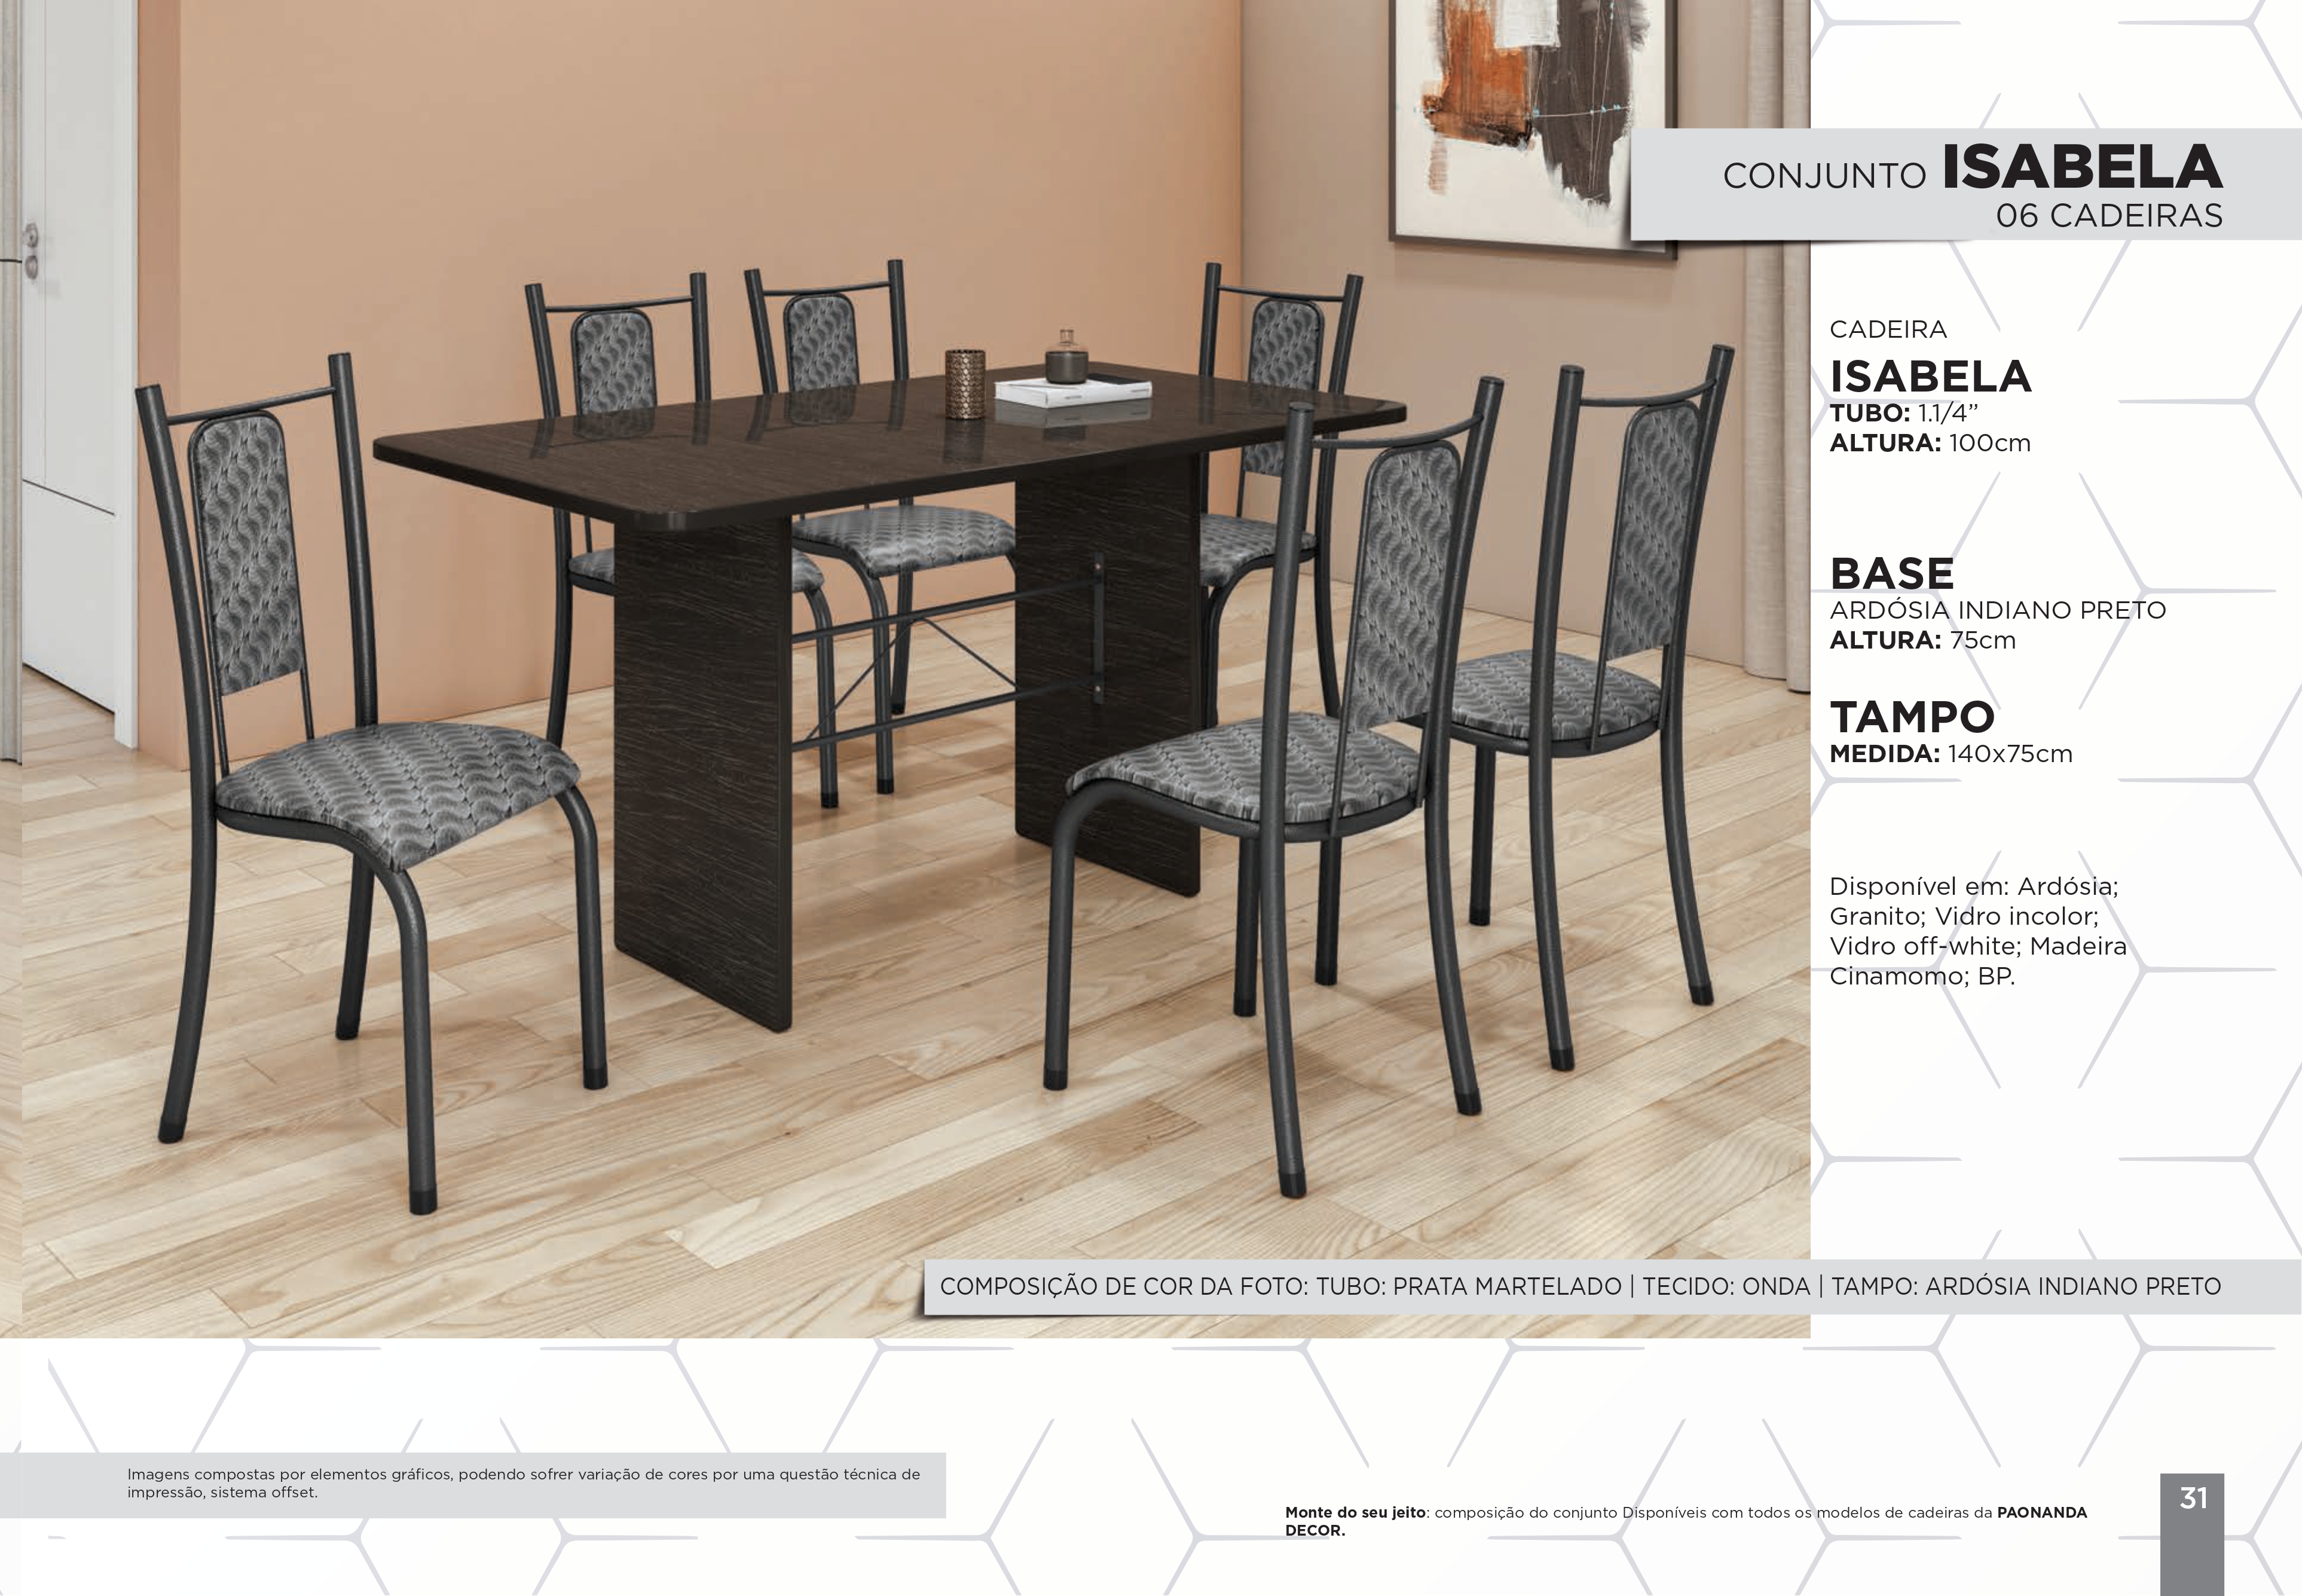 CONJUNTO ISABELA
06 CADEIRAS
CADEIRA
ISABELA
TUBO: 1.1/4”
ALTURA: 100cm
BASE
ARDÓSIA INDIANO PRETO
ALTURA: 75cm
TAMPO
MEDIDA: 140x75cm
Disponível em: Ardósia;
Granito; Vidro incolor;
Vidro off-white; Madeira
Cinamomo; BP.
COMPOSIÇÃO DE COR DA FOTO: TUBO: PRATA MARTELADO | TECIDO: ONDA | TAMPO: ARDÓSIA INDIANO PRETO
Imagens compostas por elementos gráficos, podendo sofrer variação de cores por uma questão técnica de
impressão, sistema offset.
Monte do seu jeito: composição do conjunto Disponíveis com todos os modelos de cadeiras da PAONANDA
DECOR.
31